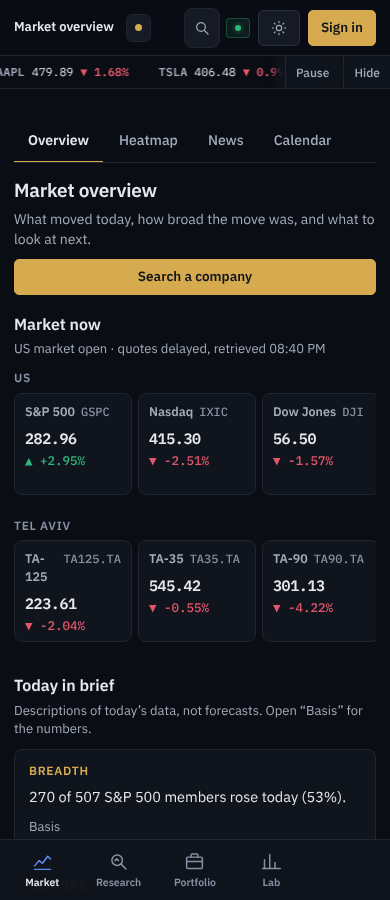 Market overview
Sign in
AAPL 479.89 ▼ 1.68% TSLA 406.48 ▼ 0.9
Pause
Hide
Overview Heatmap News Calendar
Market overview
What moved today, how broad the move was, and what to
look at next.
Search a company
Market now
US market open · quotes delayed, retrieved 08:40 PM
US
S&P 500 GSPC Nasdaq IXIC Dow Jones DJI
282.96 415.30 56.50
▲ +2.95% ▼ -2.51% ▼ -1.57%
TEL AVIV
TA-125 TA125.TA TA-35 TA35.TA TA-90 TA90.TA
223.61 545.42 301.13
▼ -2.04% ▼ -0.55% ▼ -4.22%
Today in brief
Descriptions of today's data, not forecasts. Open “Basis” for
the numbers.
BREADTH
270 of 507 S&P 500 members rose today (53%).
Basis
Market Research Portfolio Lab